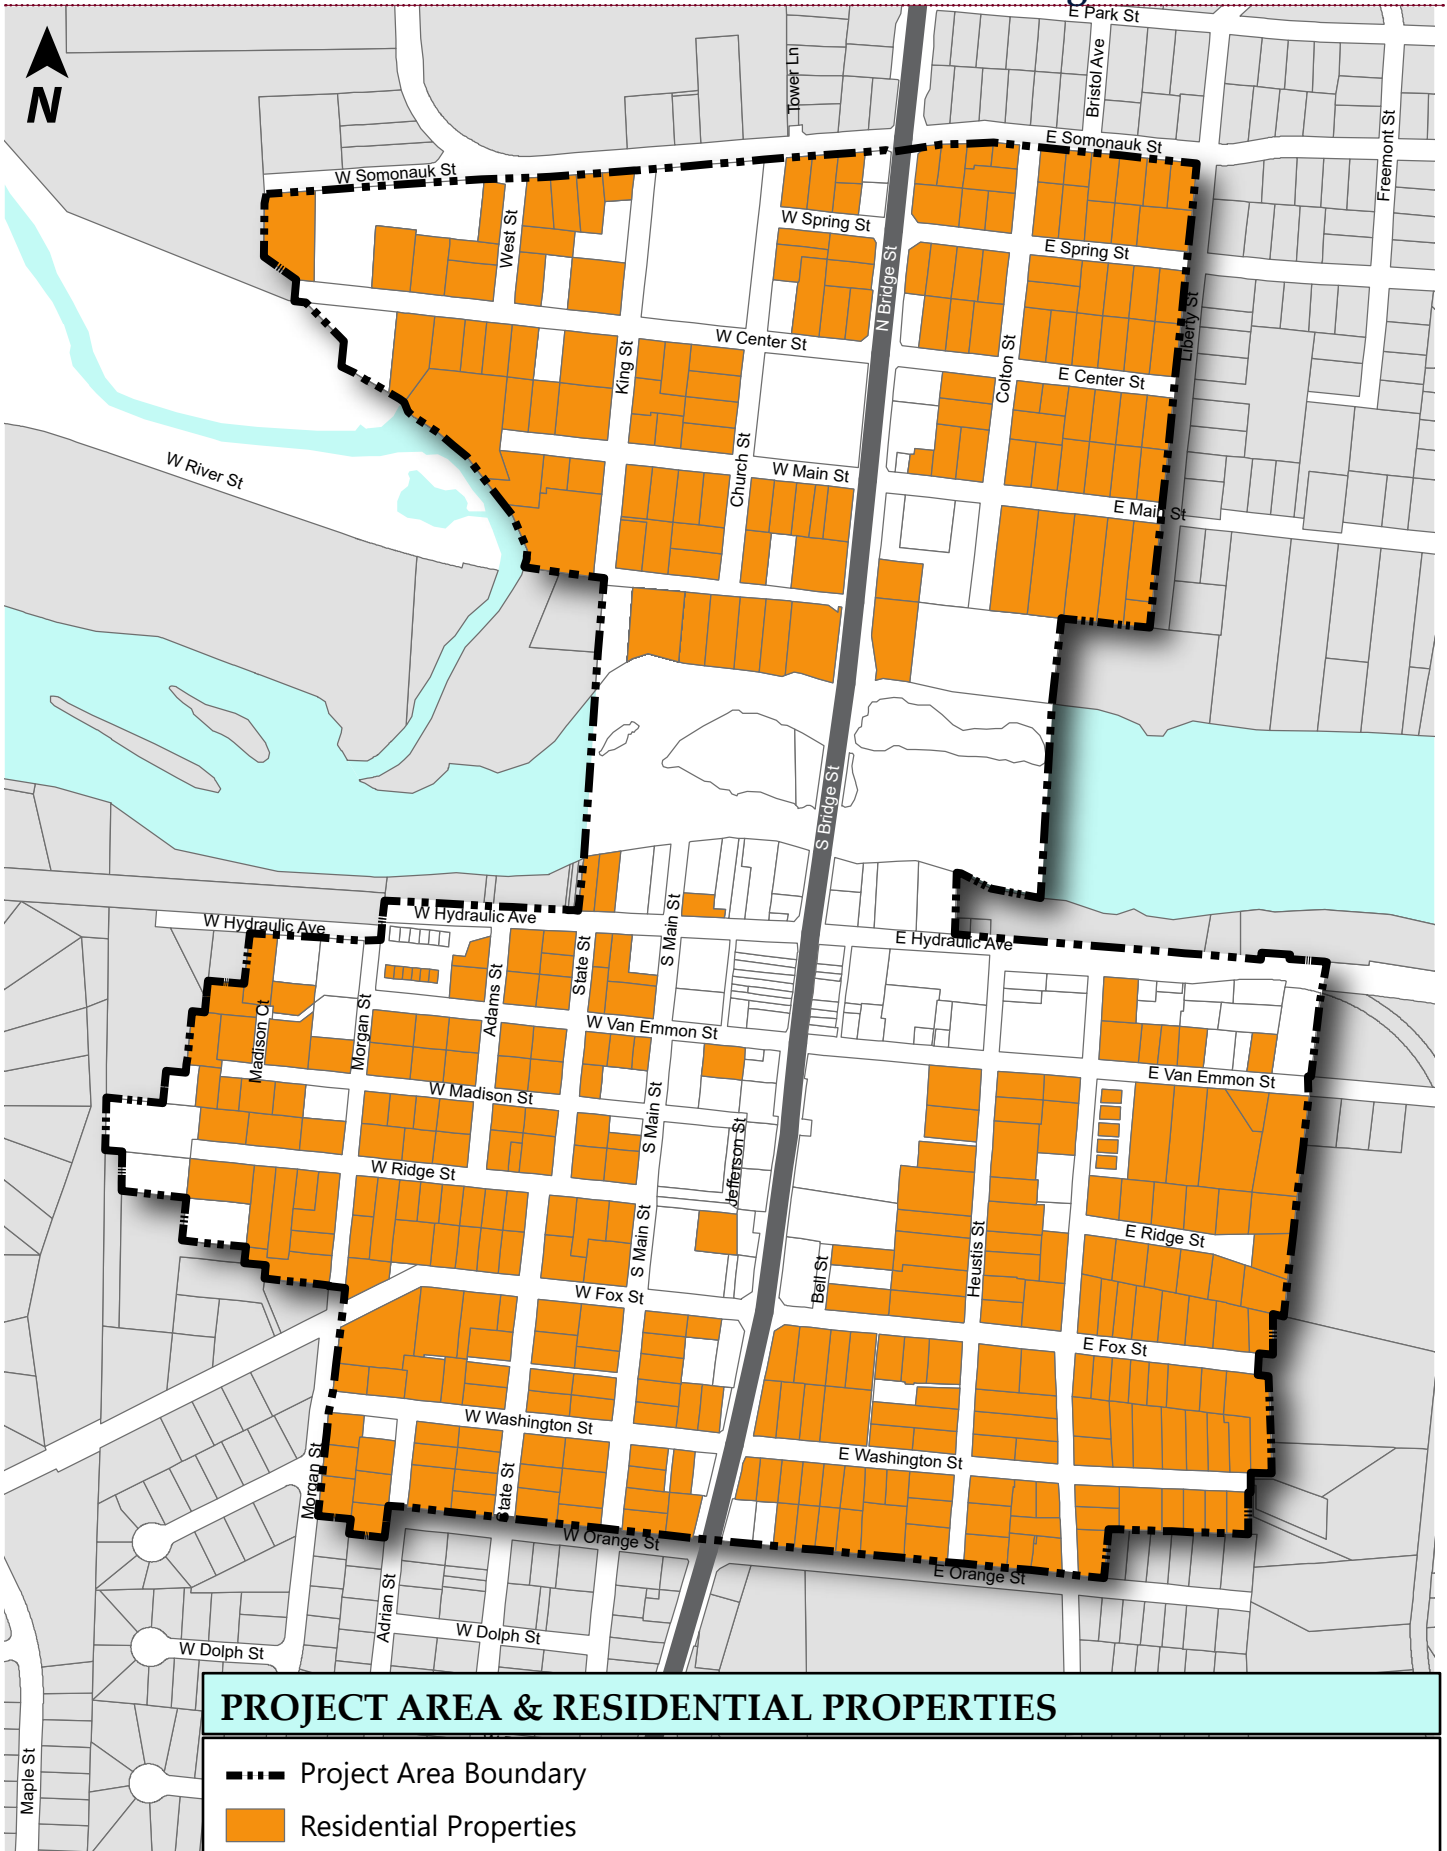 E Park St
Tower Ln
Bristol Ave
Freemont St
N
E Somonauk St
W Somonauk St
West St
W Spring St
E Spring St
N Bridge St
Liberty St
W Center St
King St
Colton St
E Center St
Church St
W River St
W Main St
E Main St
S Bridge St
W Hydraulic Ave
W Hydraulic Ave
S Main St
E Hydraulic Ave
State St
Adams St
Madison Ct
Morgan St
W Van Emmon St
E Van Emmon St
W Madison St
S Main St
Jefferson St
W Ridge St
E Ridge St
S Main St
Heustis St
Bell St
W Fox St
E Fox St
W Washington St
E Washington St
Morgan St
State St
W Orange St
E Orange St
Adrian St
W Dolph St
W Dolph St
Maple St
PROJECT AREA & RESIDENTIAL PROPERTIES
Project Area Boundary
Residential Properties